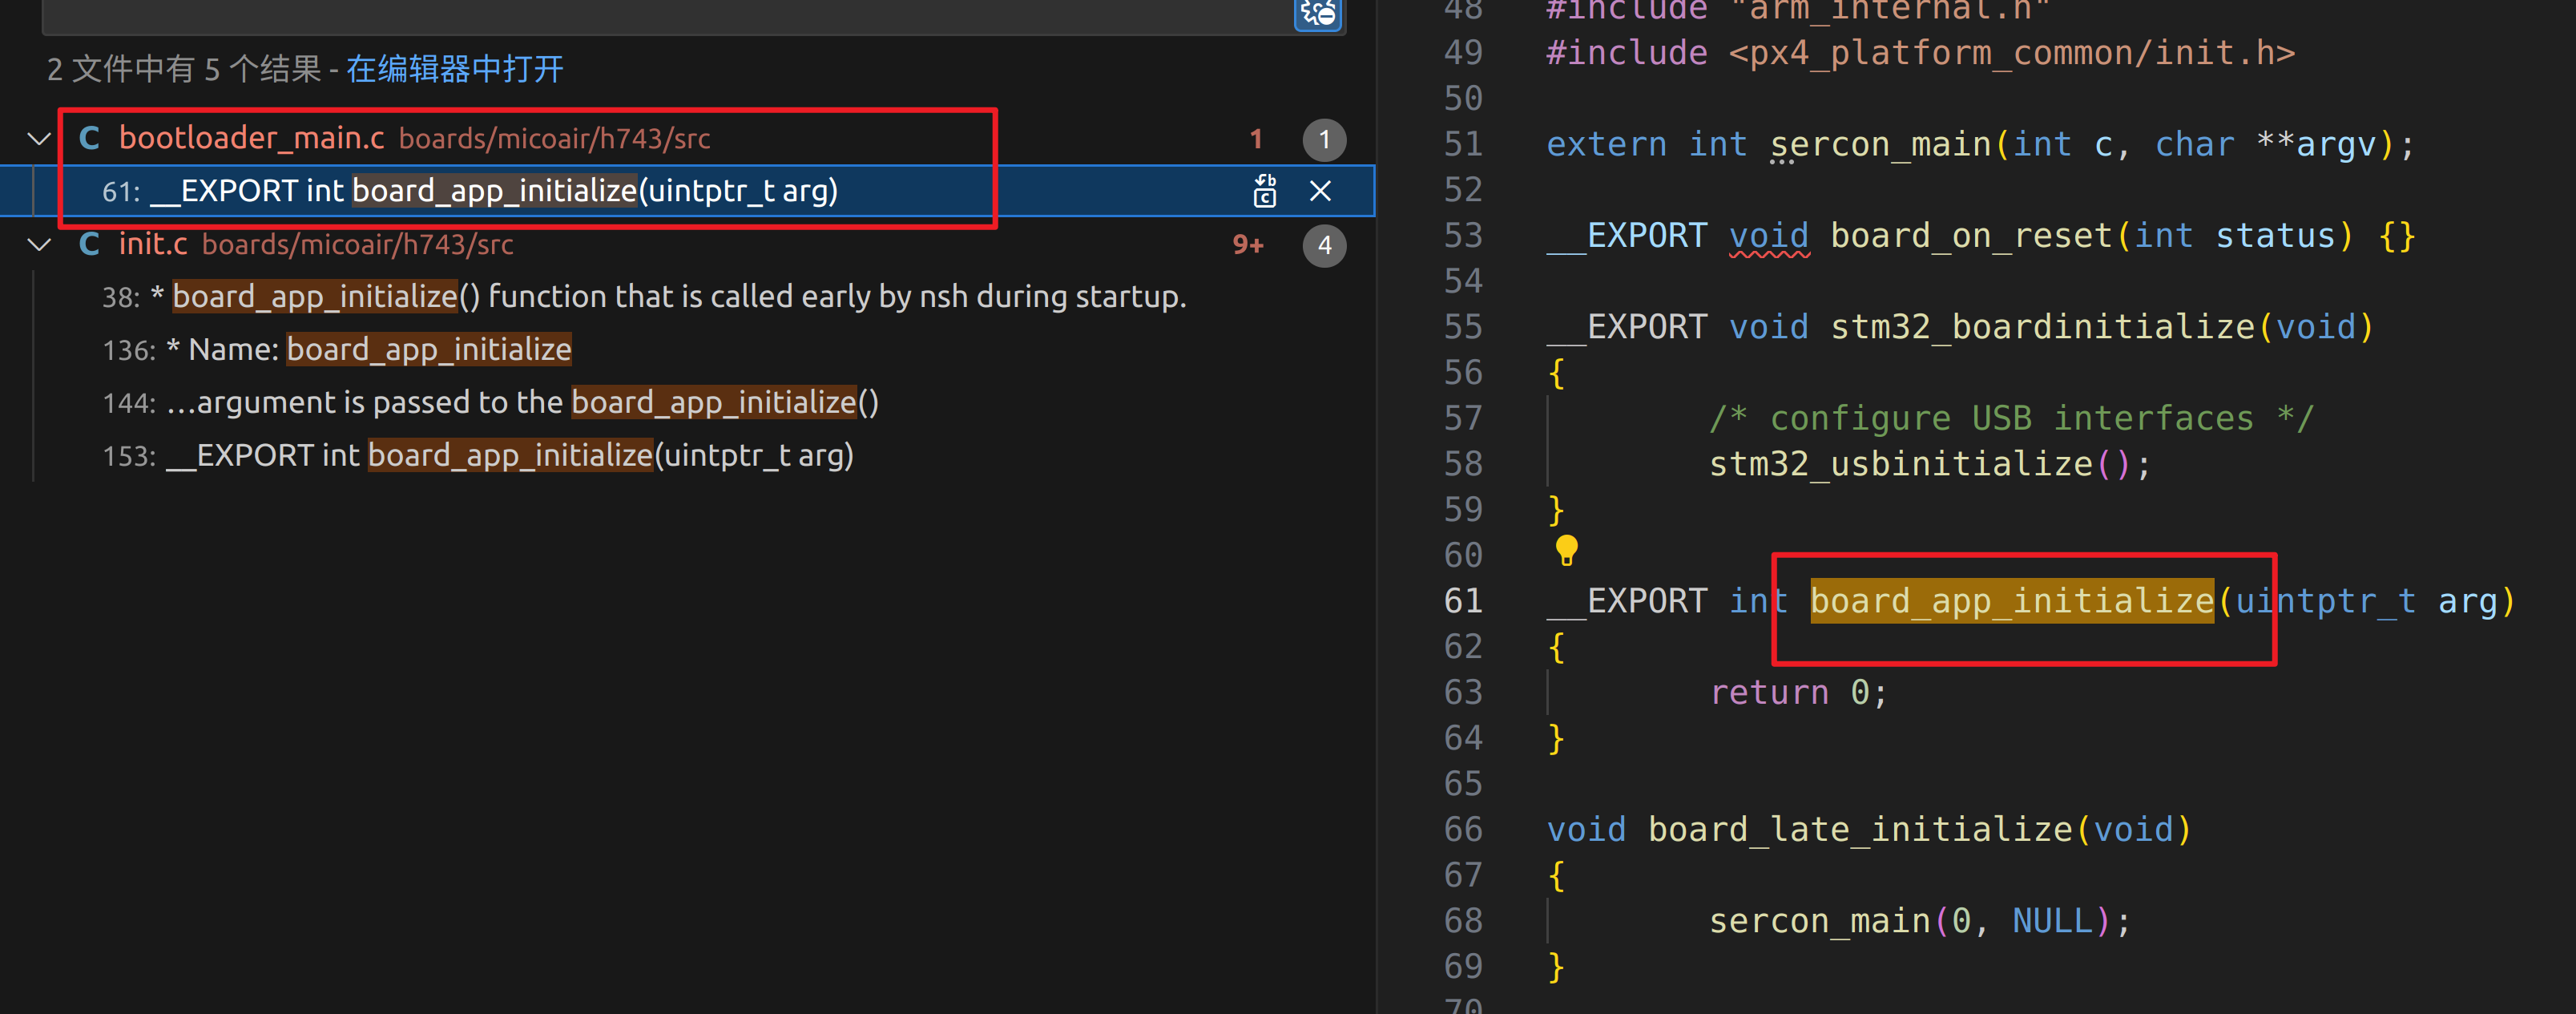 2 文件中有 5 个结果 - 在编辑器中打开
bootloader_main.c boards/micoair/h743/src 1 1
61: __EXPORT int board_app_initialize(uintptr_t arg)
init.c boards/micoair/h743/src 9+ 4
38: * board_app_initialize() function that is called early by nsh during startup.
136: * Name: board_app_initialize
144: …argument is passed to the board_app_initialize()
153: __EXPORT int board_app_initialize(uintptr_t arg)
48 #include "arm_internal.h"
49 #include <px4_platform_common/init.h>
50
51 extern int sercon_main(int c, char **argv);
52
53 __EXPORT void board_on_reset(int status) {}
54
55 __EXPORT void stm32_boardinitialize(void)
56 {
57 /* configure USB interfaces */
58 stm32_usbinitialize();
59 }
60
61 __EXPORT int board_app_initialize(uintptr_t arg)
62 {
63 return 0;
64 }
65
66 void board_late_initialize(void)
67 {
68 sercon_main(0, NULL);
69 }
70